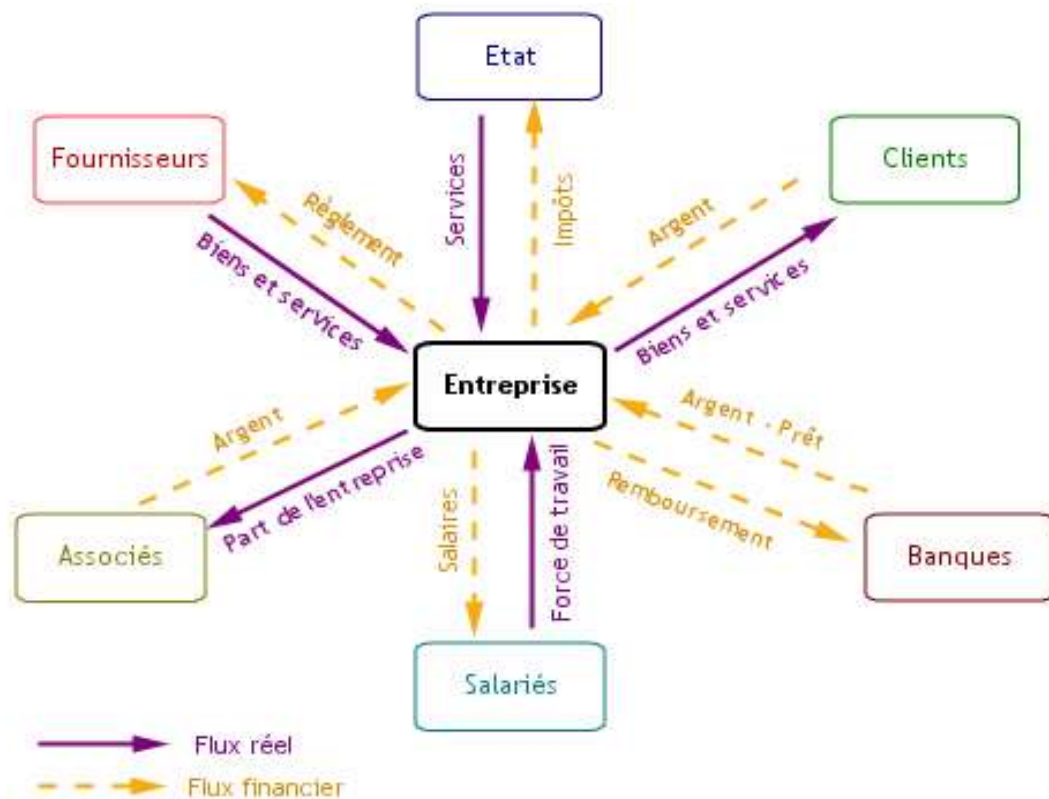 Etat
Fournisseurs
Clients
Règlement
Services
Impôts
Argent
Biens et services
Biens et services
Entreprise
Argent
Part de l'entreprise
Argent - Prêt
Remboursement
Salaires
Force de travail
Associés
Banques
Salariés
Flux réel
Flux financier